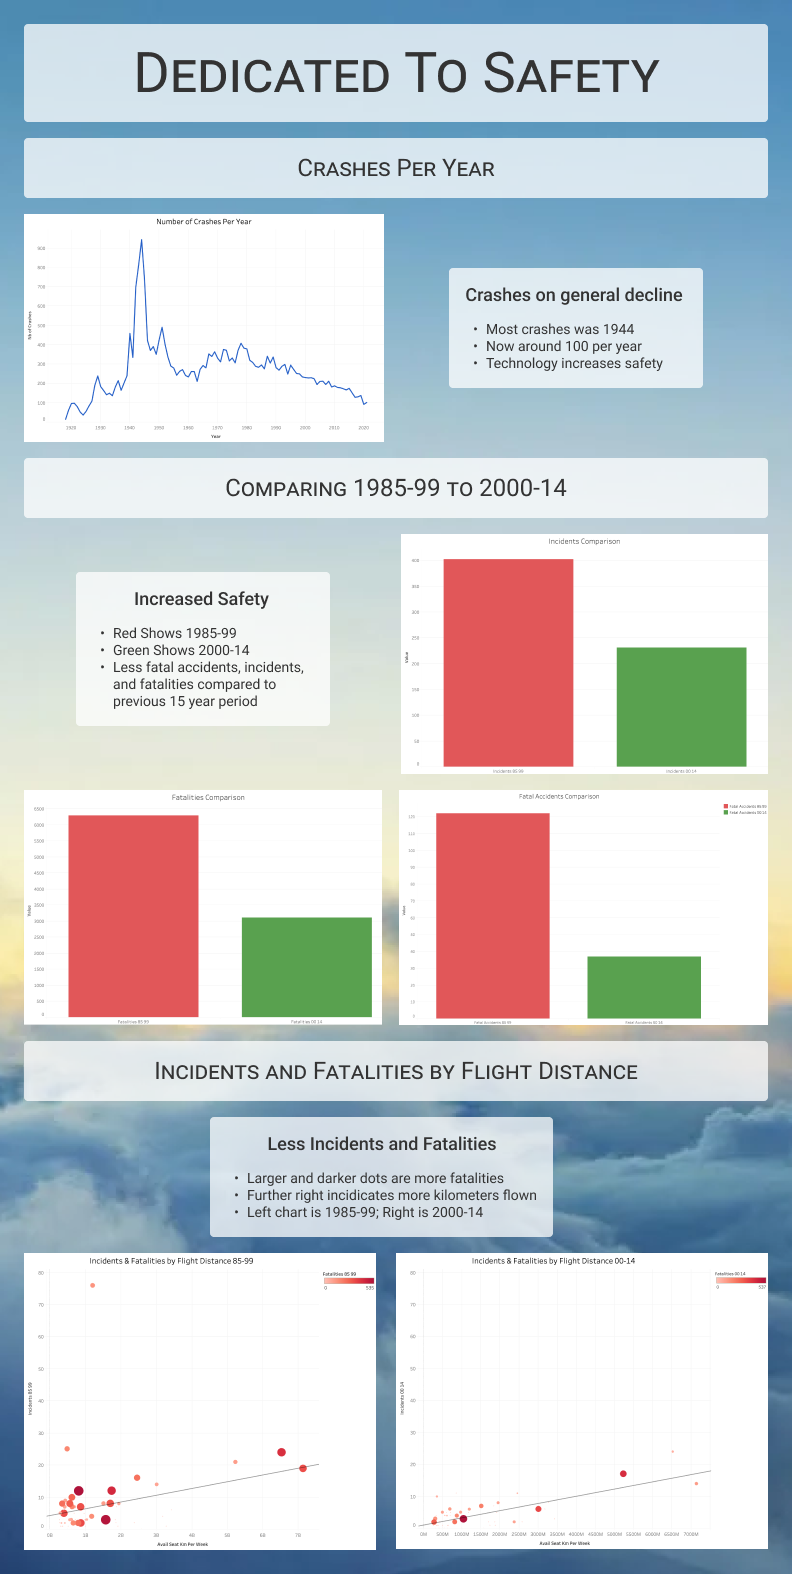 Dedicated To Safety
Crashes Per Year
Number of Crashes Per Year
900
800
700
600
500
400
300
200
100
0
Nb of Crashes
1920 1930 1940 1950 1960 1970 1980 1990 2000 2010 2020
Year
Crashes on general decline
• Most crashes was 1944
• Now around 100 per year
• Technology increases safety
Comparing 1985-99 to 2000-14
Increased Safety
• Red Shows 1985-99
• Green Shows 2000-14
• Less fatal accidents, incidents,
and fatalities compared to
previous 15 year period
Incidents Comparison
400
350
300
250
200
150
100
50
0
Value
Incidents 85 99 Incidents 00 14
Fatalities Comparison
6500
6000
5500
5000
4500
4000
3500
3000
2500
2000
1500
1000
500
0
Value
Fatalities 85 99 Fatalities 00 14
Fatal Accidents Comparison
Fatal Accidents 85 99
Fatal Accidents 00 14
120
110
100
90
80
70
60
50
40
30
20
10
0
Value
Fatal Accidents 85 99 Fatal Accidents 00 14
Incidents and Fatalities by Flight Distance
Less Incidents and Fatalities
• Larger and darker dots are more fatalities
• Further right incidicates more kilometers flown
• Left chart is 1985-99; Right is 2000-14
Incidents & Fatalities by Flight Distance 85-99
Fatalities 85 99
0 535
80
70
60
50
40
30
20
10
0
Incidents 85 99
0B 1B 2B 3B 4B 5B 6B 7B
Avail Seat Km Per Week
Incidents & Fatalities by Flight Distance 00-14
Fatalities 00 14
0 537
80
70
60
50
40
30
20
10
0
Incidents 00 14
0M 500M 1000M 1500M 2000M 2500M 3000M 3500M 4000M 4500M 5000M 5500M 6000M 6500M 7000M
Avail Seat Km Per Week